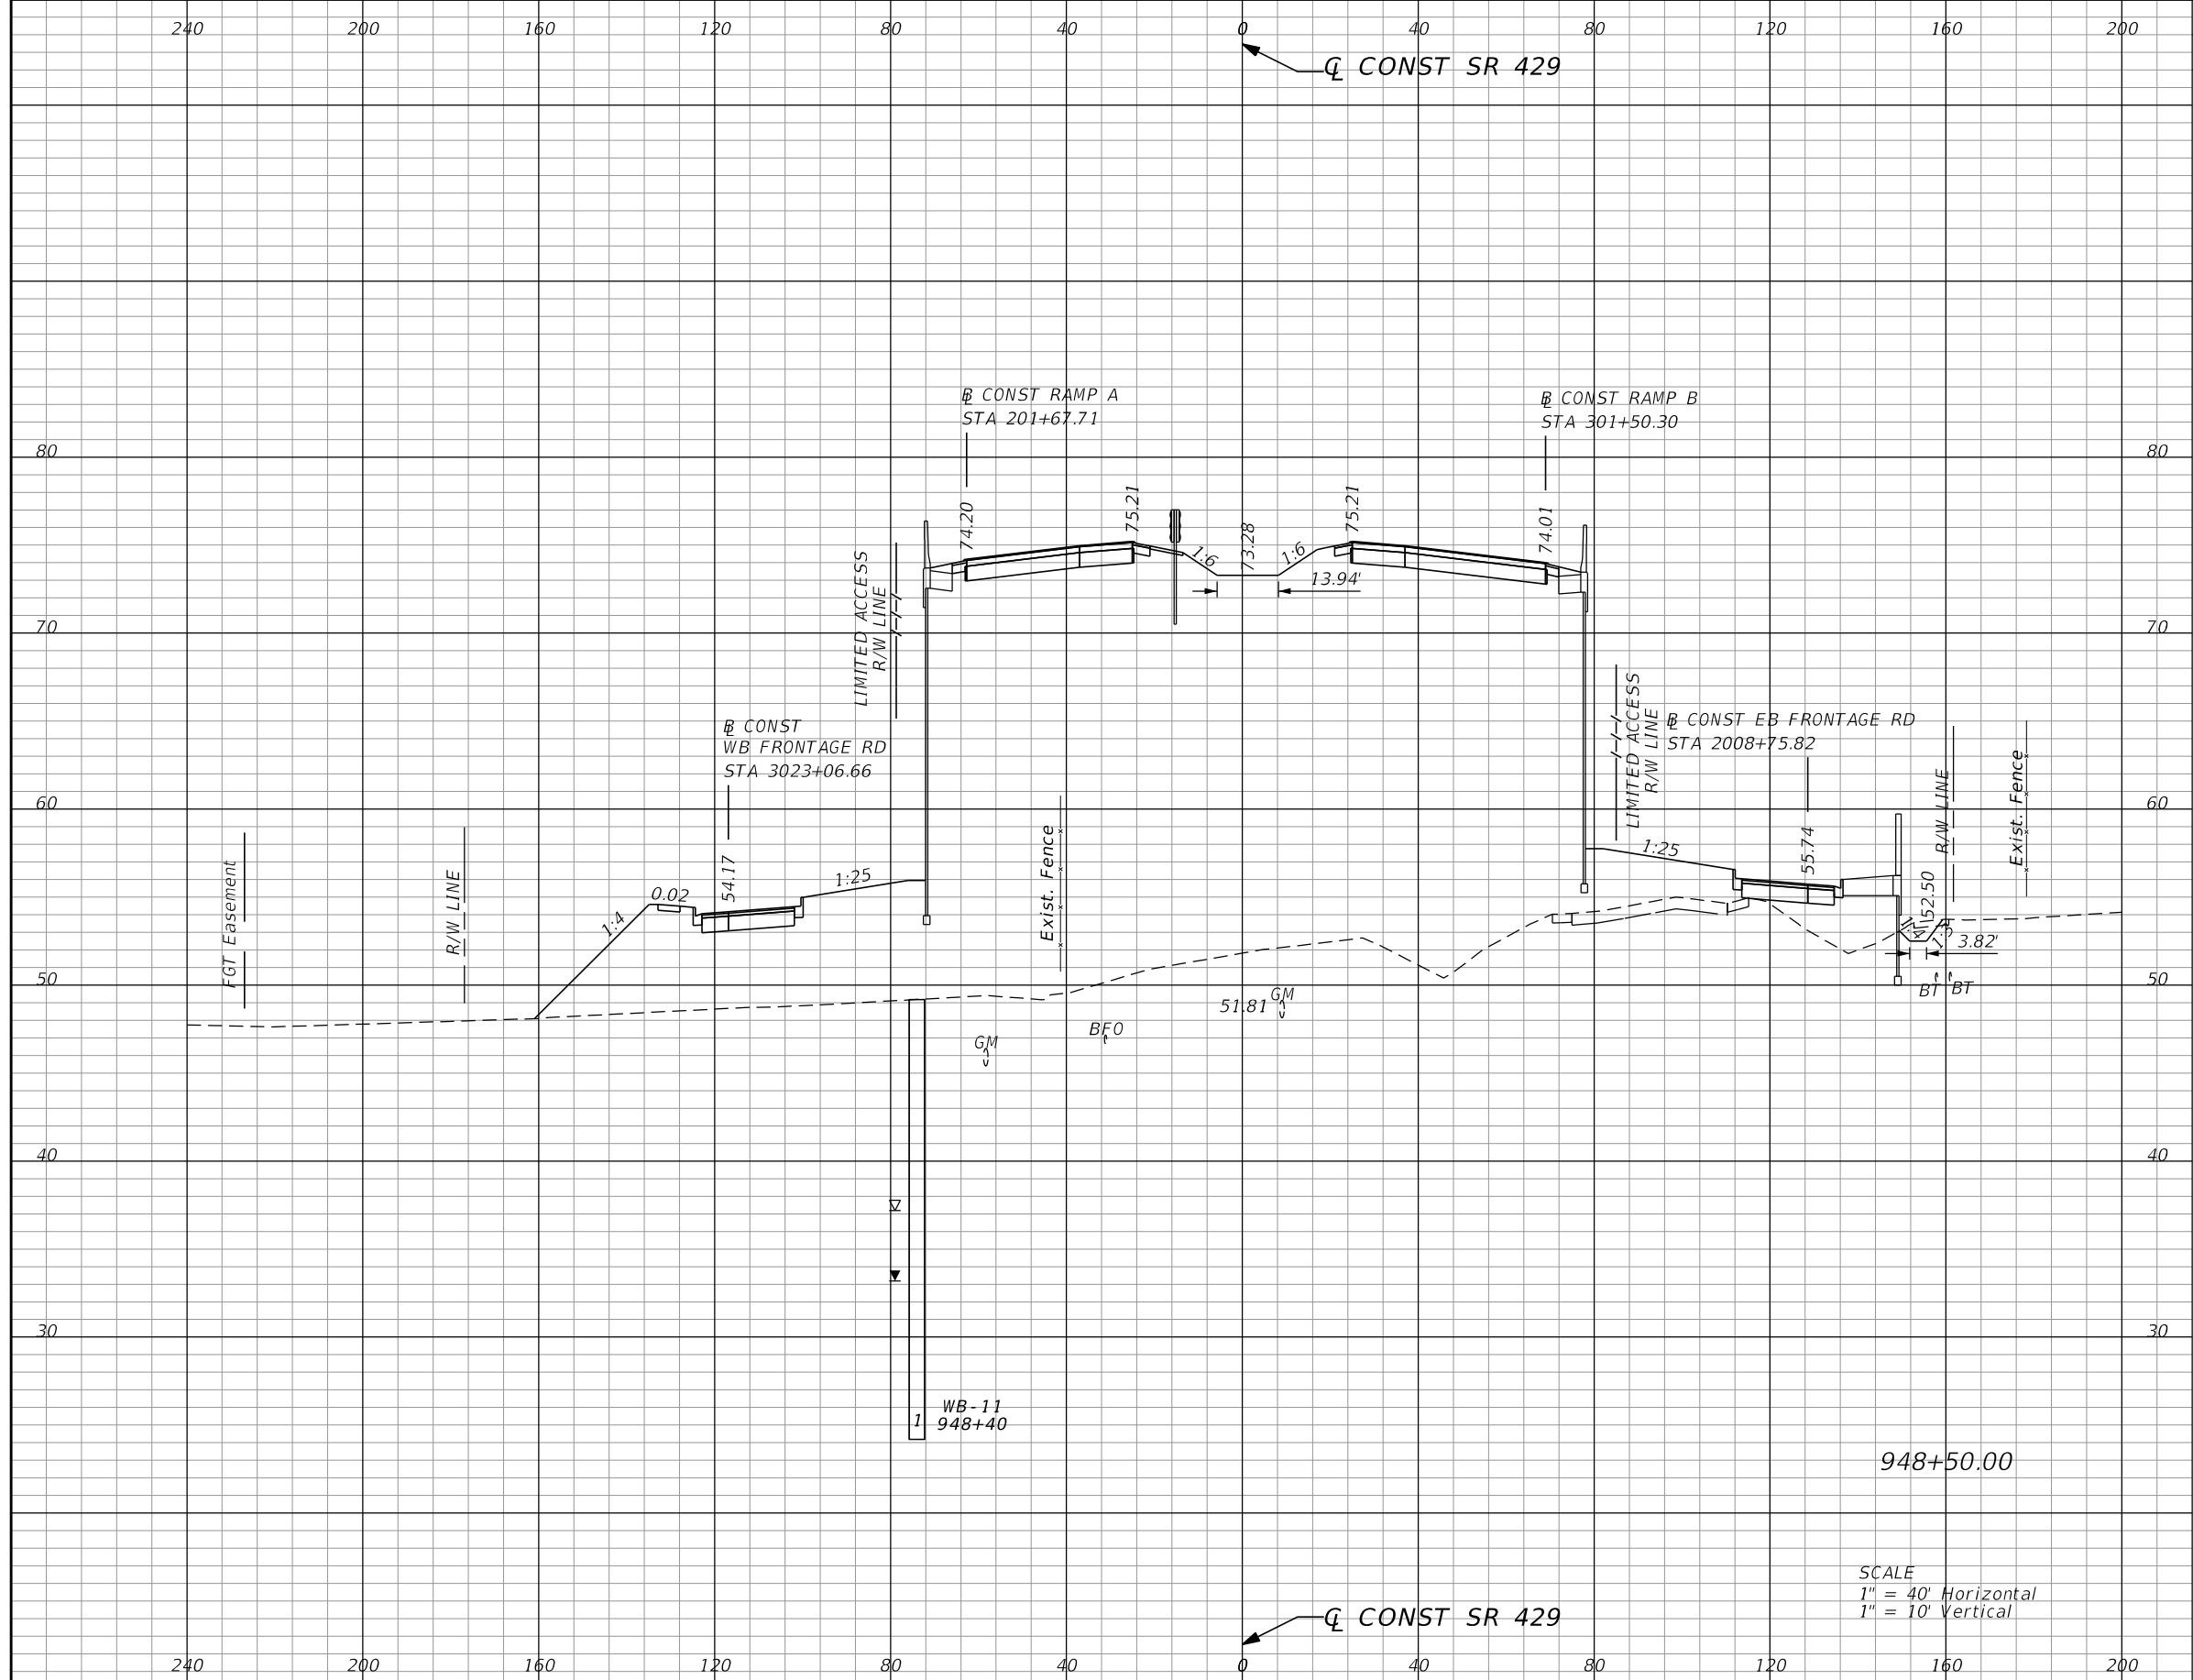 240 200 160 120 80 40 0 40 80 120 160 200
℄ CONST SR 429
℄ CONST RAMP A
STA 201+67.71
℄ CONST RAMP B
STA 301+50.30
80 80
74.20
75.21
73.28
75.21
74.01
1:6
1:6
13.94'
LIMITED ACCESS
R/W LINE
70 70
LIMITED ACCESS
R/W LINE
℄ CONST
WB FRONTAGE RD
STA 3023+06.66
℄ CONST EB FRONTAGE RD
STA 2008+75.82
60 60
FGT Easement
R/W LINE
1:4
0.02
54.17
1:25
Exist. Fence
1:25
55.74
52.50
R/W LINE
Exist. Fence
1:4
1:3
3.82'
50 50
BT BT
51.81
GM
BFO
GM
40 40
30 30
1
WB-11
948+40
948+50.00
SCALE
1" = 40' Horizontal
1" = 10' Vertical
℄ CONST SR 429
240 200 160 120 80 40 0 40 80 120 160 200